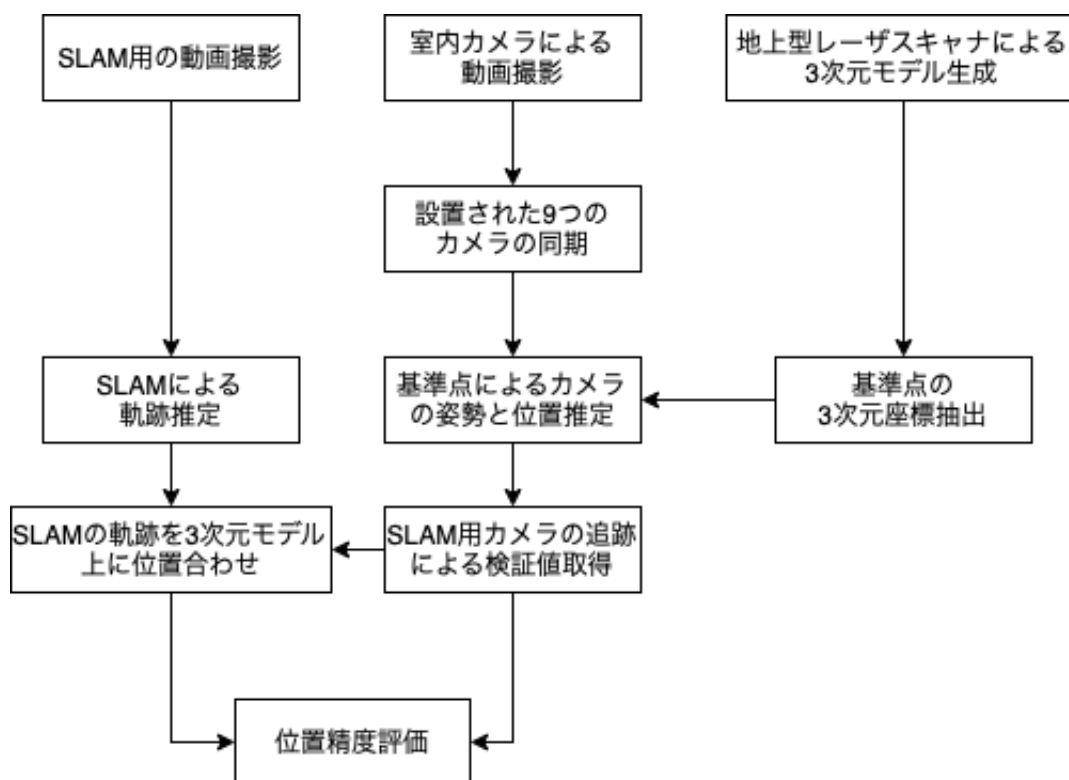 SLAM用の動画撮影
室内カメラによる
動画撮影
地上型レーザスキャナによる
3次元モデル生成
設置された9つの
カメラの同期
SLAMによる
軌跡推定
基準点によるカメラ
の姿勢と位置推定
基準点の
3次元座標抽出
SLAMの軌跡を3次元モデル
上に位置合わせ
SLAM用カメラの追跡
による検証値取得
位置精度評価